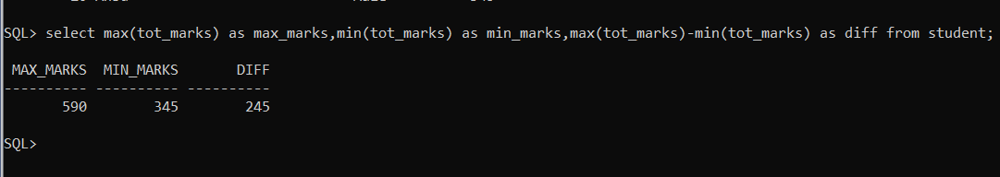 SQL> select max(tot_marks) as max_marks,min(tot_marks) as min_marks,max(tot_marks)-min(tot_marks) as diff from student;
MAX_MARKS MIN_MARKS DIFF
---------- ---------- ----------
590 345 245
SQL>